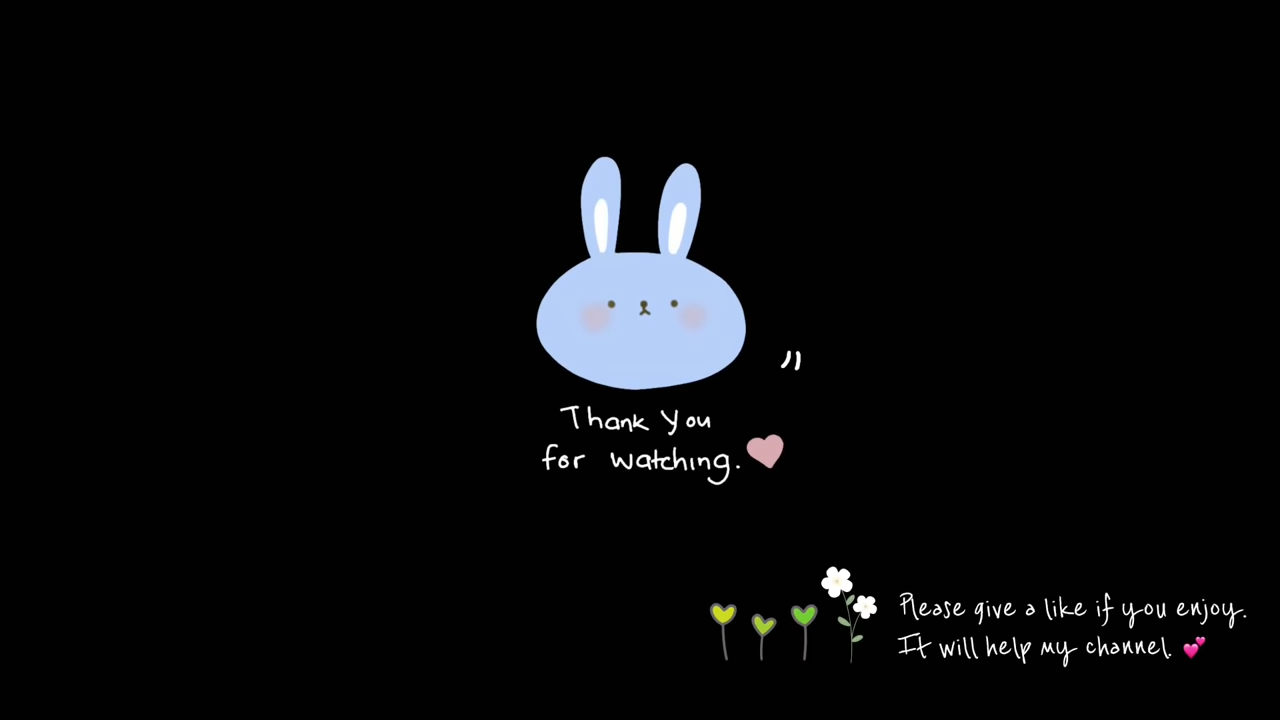 Thank you
for watching.
Please give a like if you enjoy.
It will help my channel. 💕